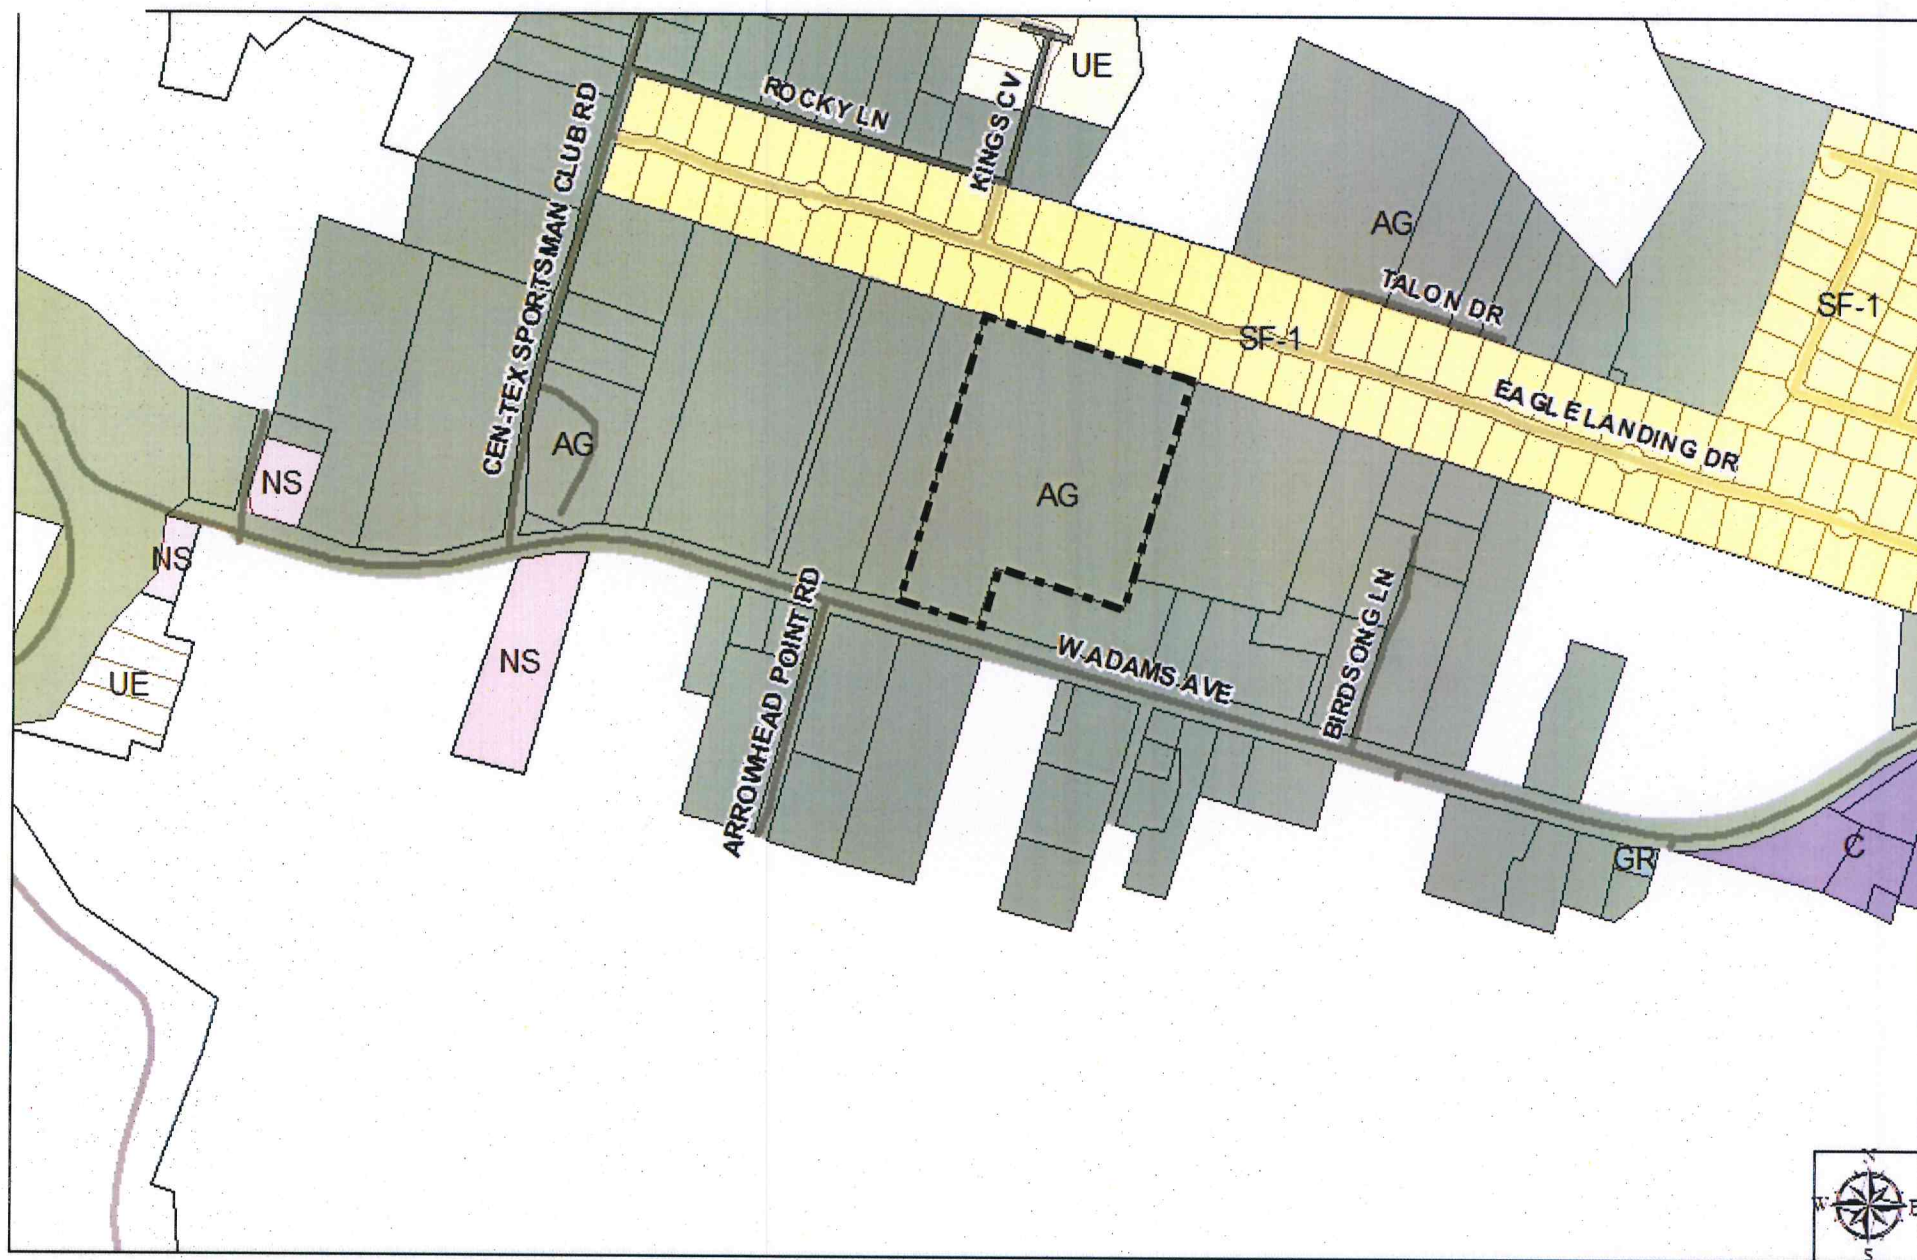 UE
ROCKY LN
KINGS CV
CEN-TEX SPORTSMAN CLUB RD
AG
TALON DR
SF-1
SF-1
EAGLE LANDING DR
AG
NS
AG
NS
NS
UE
ARROWHEAD POINT RD
W ADAMS AVE
BIRDSONG LN
GR
C
N
W
E
S